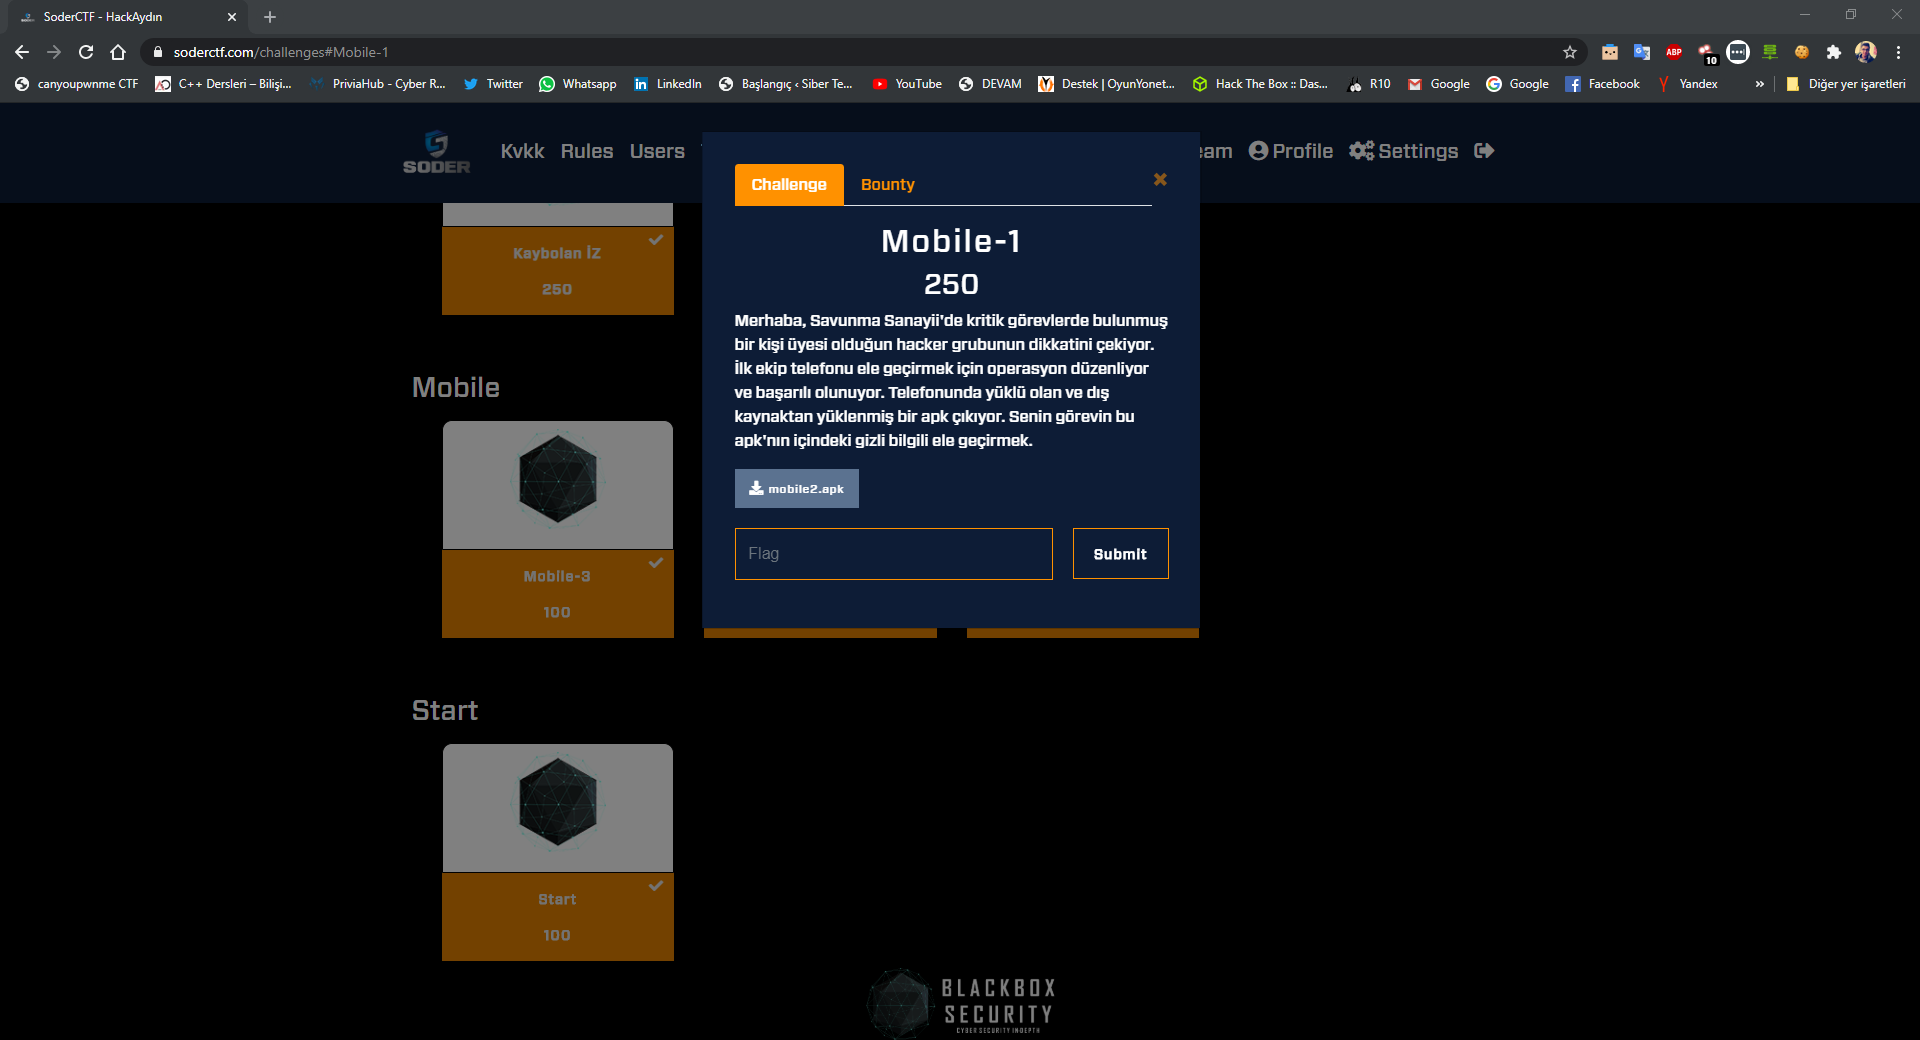 SoderCTF - HackAydın
soderctf.com/challenges#Mobile-1
ABP
10
canyoupwnme CTF
C++ Dersleri – Bilişi...
PriviaHub - Cyber R...
Twitter
Whatsapp
LinkedIn
Başlangıç ‹ Siber Te...
YouTube
DEVAM
Destek | OyunYonet...
Hack The Box :: Das...
R10
Google
Google
Facebook
Yandex
»
Diğer yer işaretleri
SODER
Kvkk
Rules
Users
eam
Profile
Settings
Challenge
Bounty
Mobile-1
250
Merhaba, Savunma Sanayii'de kritik görevlerde bulunmuş
bir kişi üyesi olduğun hacker grubunun dikkatini çekiyor.
İlk ekip telefonu ele geçirmek için operasyon düzenliyor
ve başarılı olunuyor. Telefonunda yüklü olan ve dış
kaynaktan yüklenmiş bir apk çıkıyor. Senin görevin bu
apk'nın içindeki gizli bilgili ele geçirmek.
mobile2.apk
Flag
Submit
Kaybolan İZ
250
Mobile
Mobile-3
100
Start
Start
100
BLACKBOX
SECURITY
CYBER SECURITY INDEPTH